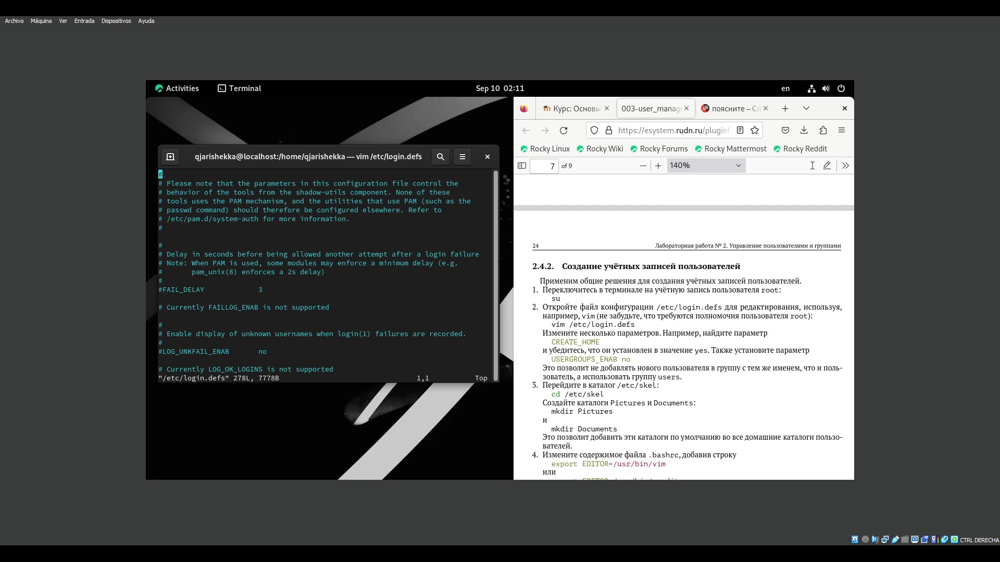 Archivo Máquina Ver Entrada Dispositivos Ayuda
Activities Terminal Sep 10 02:11 en
qjarishekka@localhost:/home/qjarishekka — vim /etc/login.defs
#
# Please note that the parameters in this configuration file control the
# behavior of the tools from the shadow-utils component. None of these
# tools uses the PAM mechanism, and the utilities that use PAM (such as the
# passwd command) should therefore be configured elsewhere. Refer to
# /etc/pam.d/system-auth for more information.
#
#
# Delay in seconds before being allowed another attempt after a login failure
# Note: When PAM is used, some modules may enforce a minimum delay (e.g.
#       pam_unix(8) enforces a 2s delay)
#
#FAIL_DELAY             3
# Currently FAILLOG_ENAB is not supported
#
# Enable display of unknown usernames when login(1) failures are recorded.
#
#LOG_UNKFAIL_ENAB       no
# Currently LOG_OK_LOGINS is not supported
"/etc/login.defs" 278L, 7778B 1,1 Top
Курс: Основы 003-user_manage поясните – Сл
https://esystem.rudn.ru/pluginf
Rocky Linux Rocky Wiki Rocky Forums Rocky Mattermost Rocky Reddit
7 of 9 140%
24 Лабораторная работа № 2. Управление пользователями и группами
2.4.2. Создание учётных записей пользователей
Применим общие решения для создания учётных записей пользователей.
1. Переключитесь в терминале на учётную запись пользователя root:
su
2. Откройте файл конфигурации /etc/login.defs для редактирования, используя,
например, vim (не забудьте, что требуются полномочия пользователя root):
vim /etc/login.defs
Измените несколько параметров. Например, найдите параметр
CREATE_HOME
и убедитесь, что он установлен в значение yes. Также установите параметр
USERGROUPS_ENAB no
Это позволит не добавлять нового пользователя в группу с тем же именем, что и поль-
зователь, а использовать группу users.
3. Перейдите в каталог /etc/skel:
cd /etc/skel
Создайте каталоги Pictures и Documents:
mkdir Pictures
и
mkdir Documents
Это позволит добавить эти каталоги по умолчанию во все домашние каталоги пользо-
вателей.
4. Измените содержимое файла .bashrc, добавив строку
export EDITOR=/usr/bin/vim
или
CTRL DERECHA